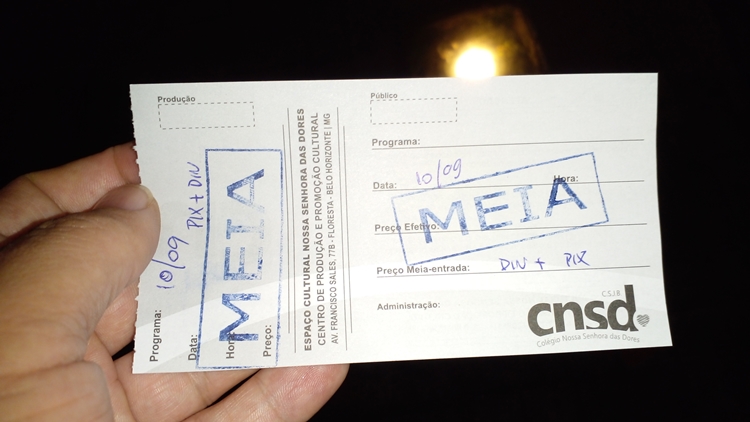 Produção
Programa:
10/09 PIX + DIN
Data:
Hora:
Preço:
MEIA
ESPAÇO CULTURAL NOSSA SENHORA DAS DORES
CENTRO DE PRODUÇÃO E PROMOÇÃO CULTURAL
AV. FRANCISCO SALES, 77B - FLORESTA - BELO HORIZONTE | MG
Público
Programa:
Data: 10/09 Hora:
MEIA
Preço Efetivo:
Preço Meia-entrada: DIN + PIX
Administração:
C.S.J.B
cnsd
Colégio Nossa Senhora das Dores